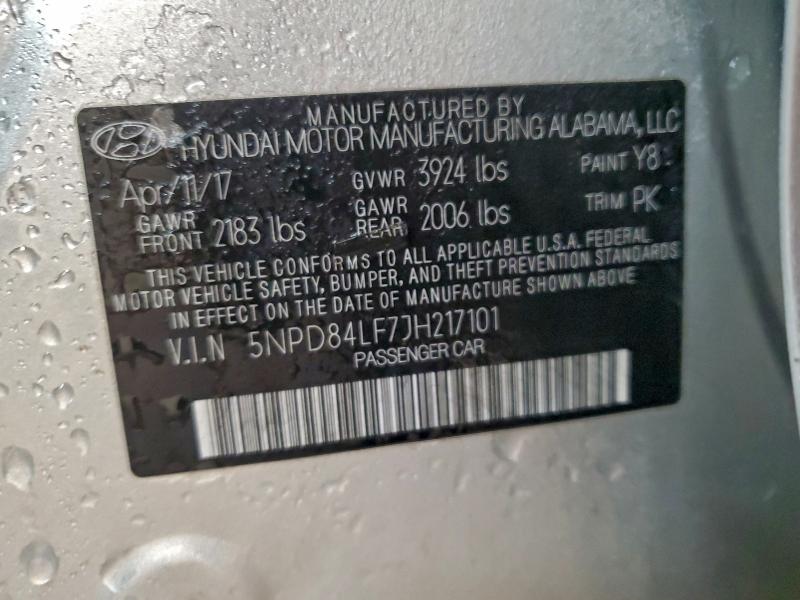 MANUFACTURED BY
HYUNDAI MOTOR MANUFACTURING ALABAMA, LLC
Apr/11/17 GVWR 3924 lbs PAINT Y8
GAWR FRONT 2183 lbs GAWR REAR 2006 lbs TRIM PK
THIS VEHICLE CONFORMS TO ALL APPLICABLE U.S.A. FEDERAL
MOTOR VEHICLE SAFETY, BUMPER, AND THEFT PREVENTION STANDARDS
IN EFFECT ON THE DATE OF MANUFACTURE SHOWN ABOVE
V.I.N 5NPD84LF7JH217101
PASSENGER CAR